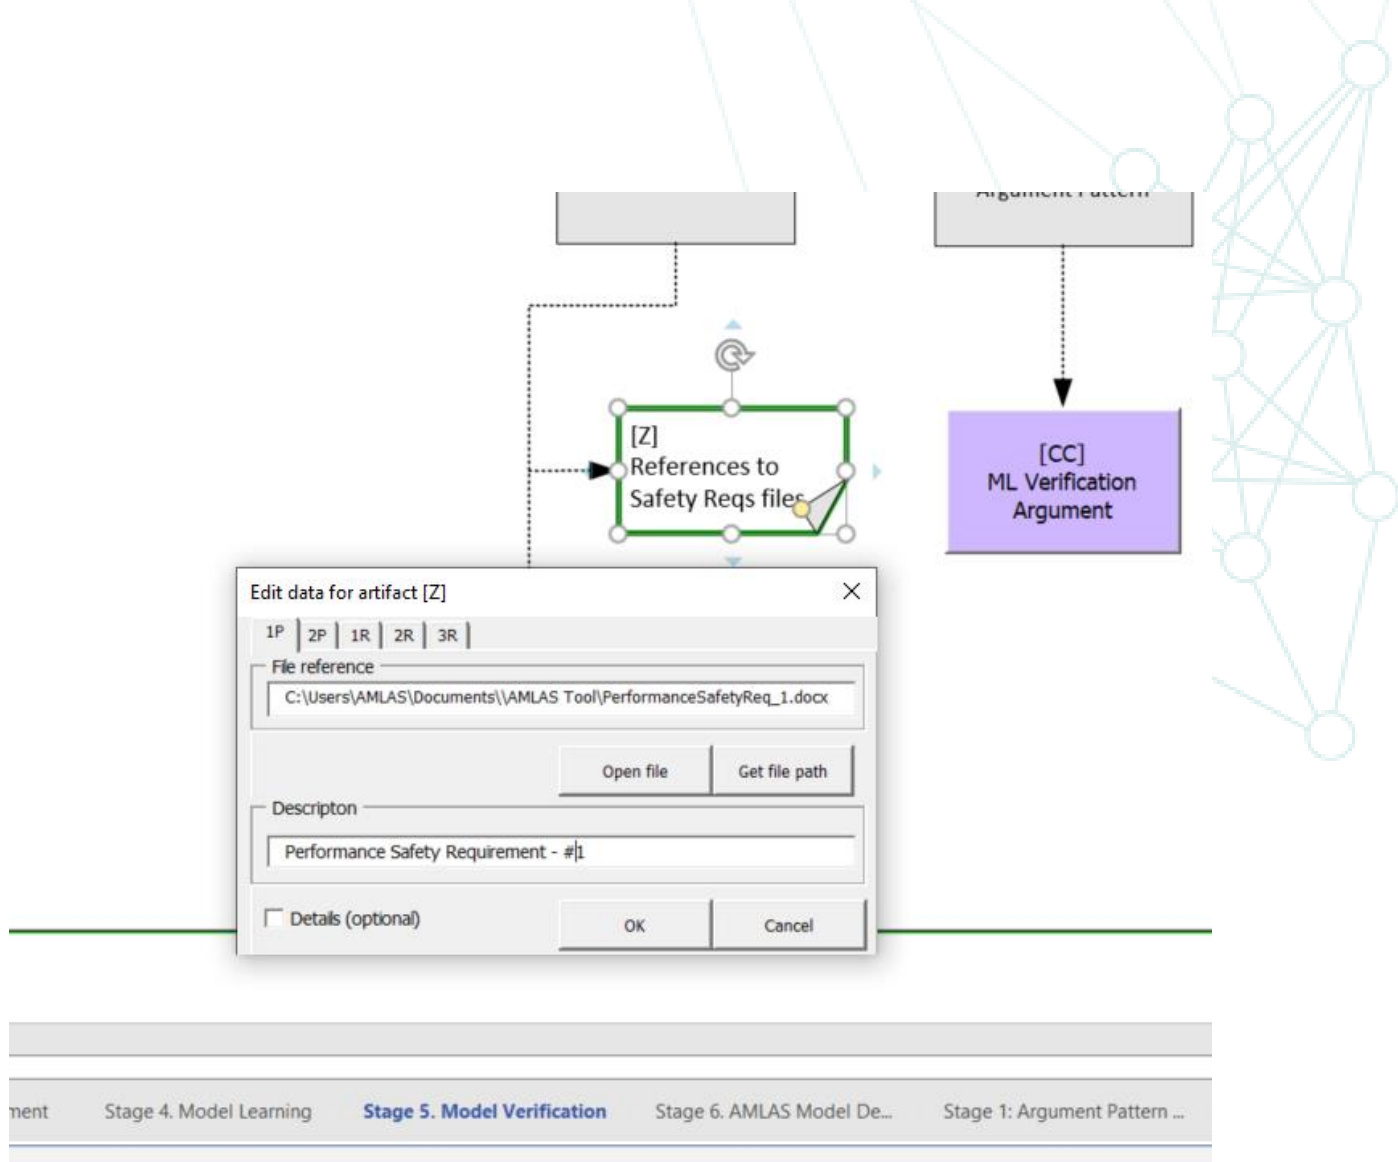 Argument Pattern
[Z]
References to
Safety Reqs files
[CC]
ML Verification
Argument
Edit data for artifact [Z]
1P 2P 1R 2R 3R
File reference
C:\Users\AMLAS\Documents\\AMLAS Tool\PerformanceSafetyReq_1.docx
Open file Get file path
Descripton
Performance Safety Requirement - #1
Details (optional) OK Cancel
ment Stage 4. Model Learning Stage 5. Model Verification Stage 6. AMLAS Model De... Stage 1: Argument Pattern ...